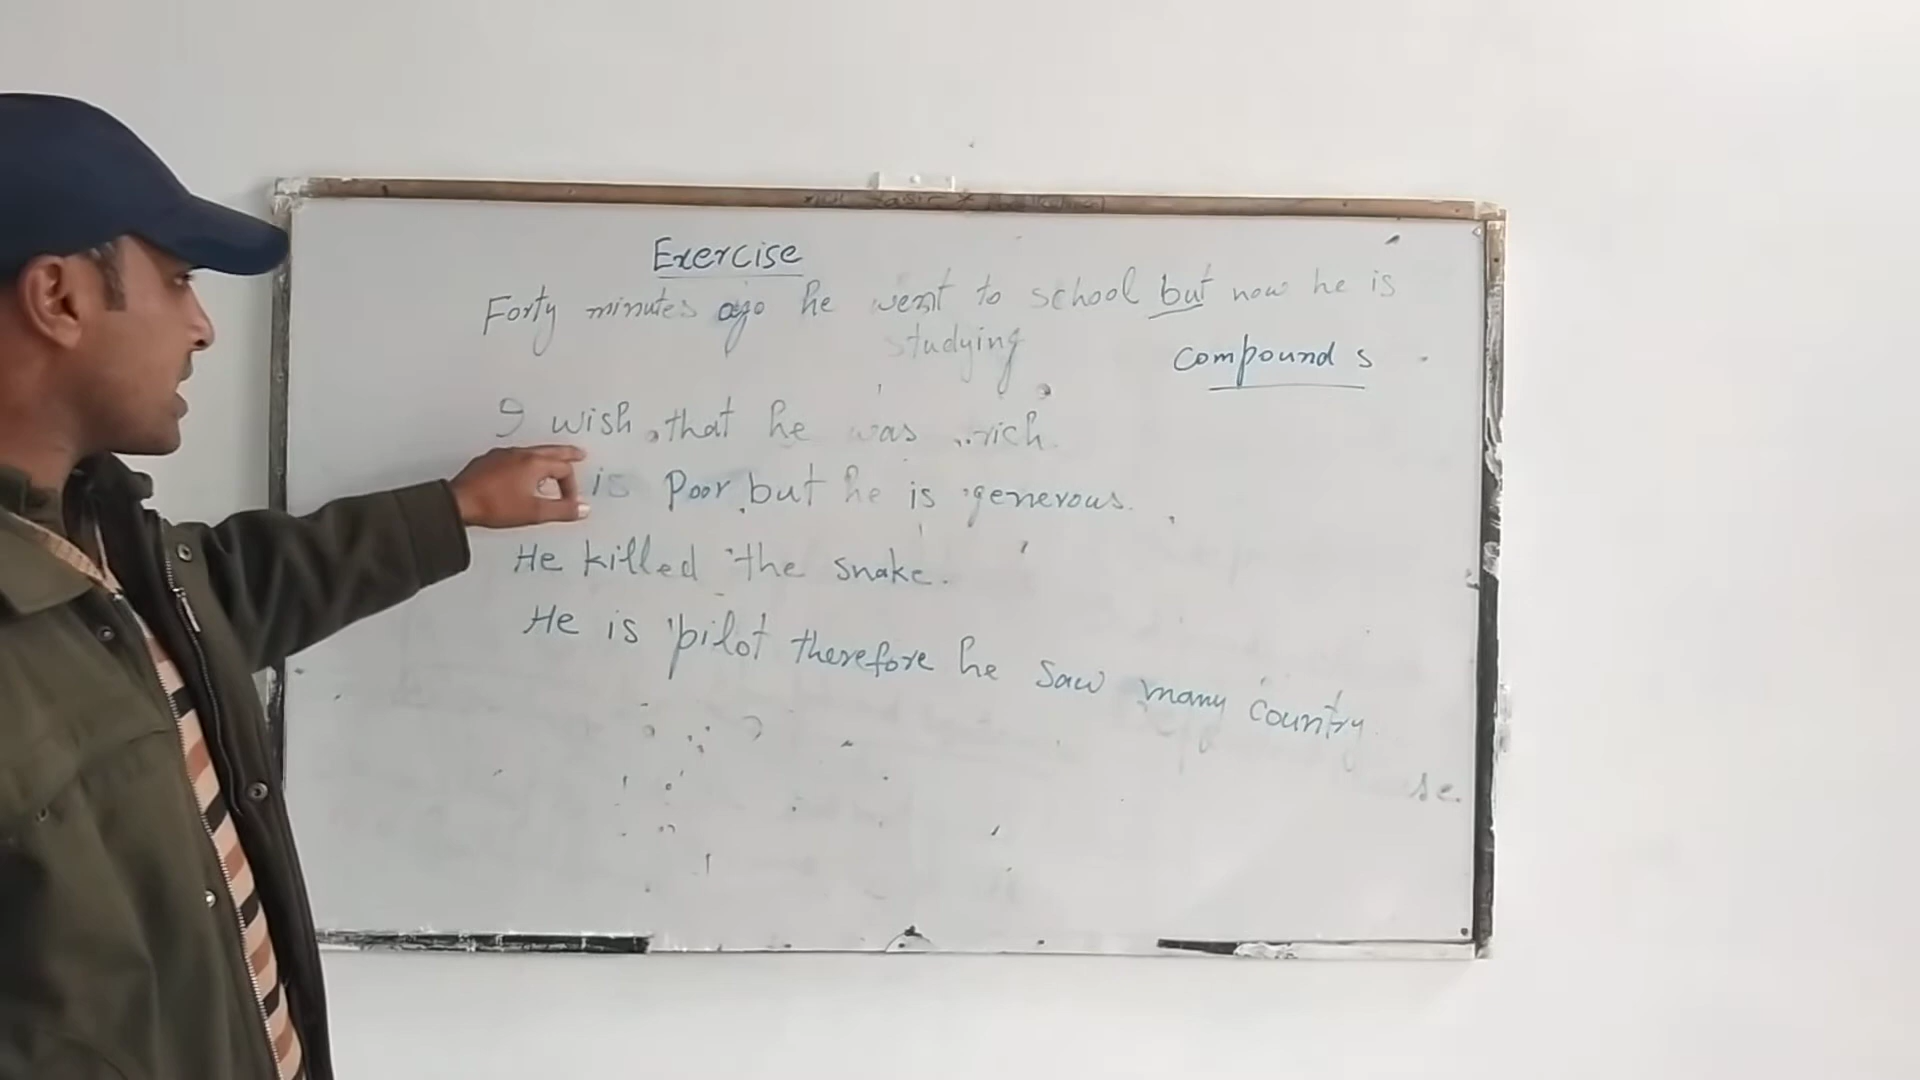 Exercise
Forty minutes ago he went to school but now he is
studying
compound s
I wish that he was rich.
is Poor but he is generous.
He killed the snake.
He is pilot therefore he saw many country
se.